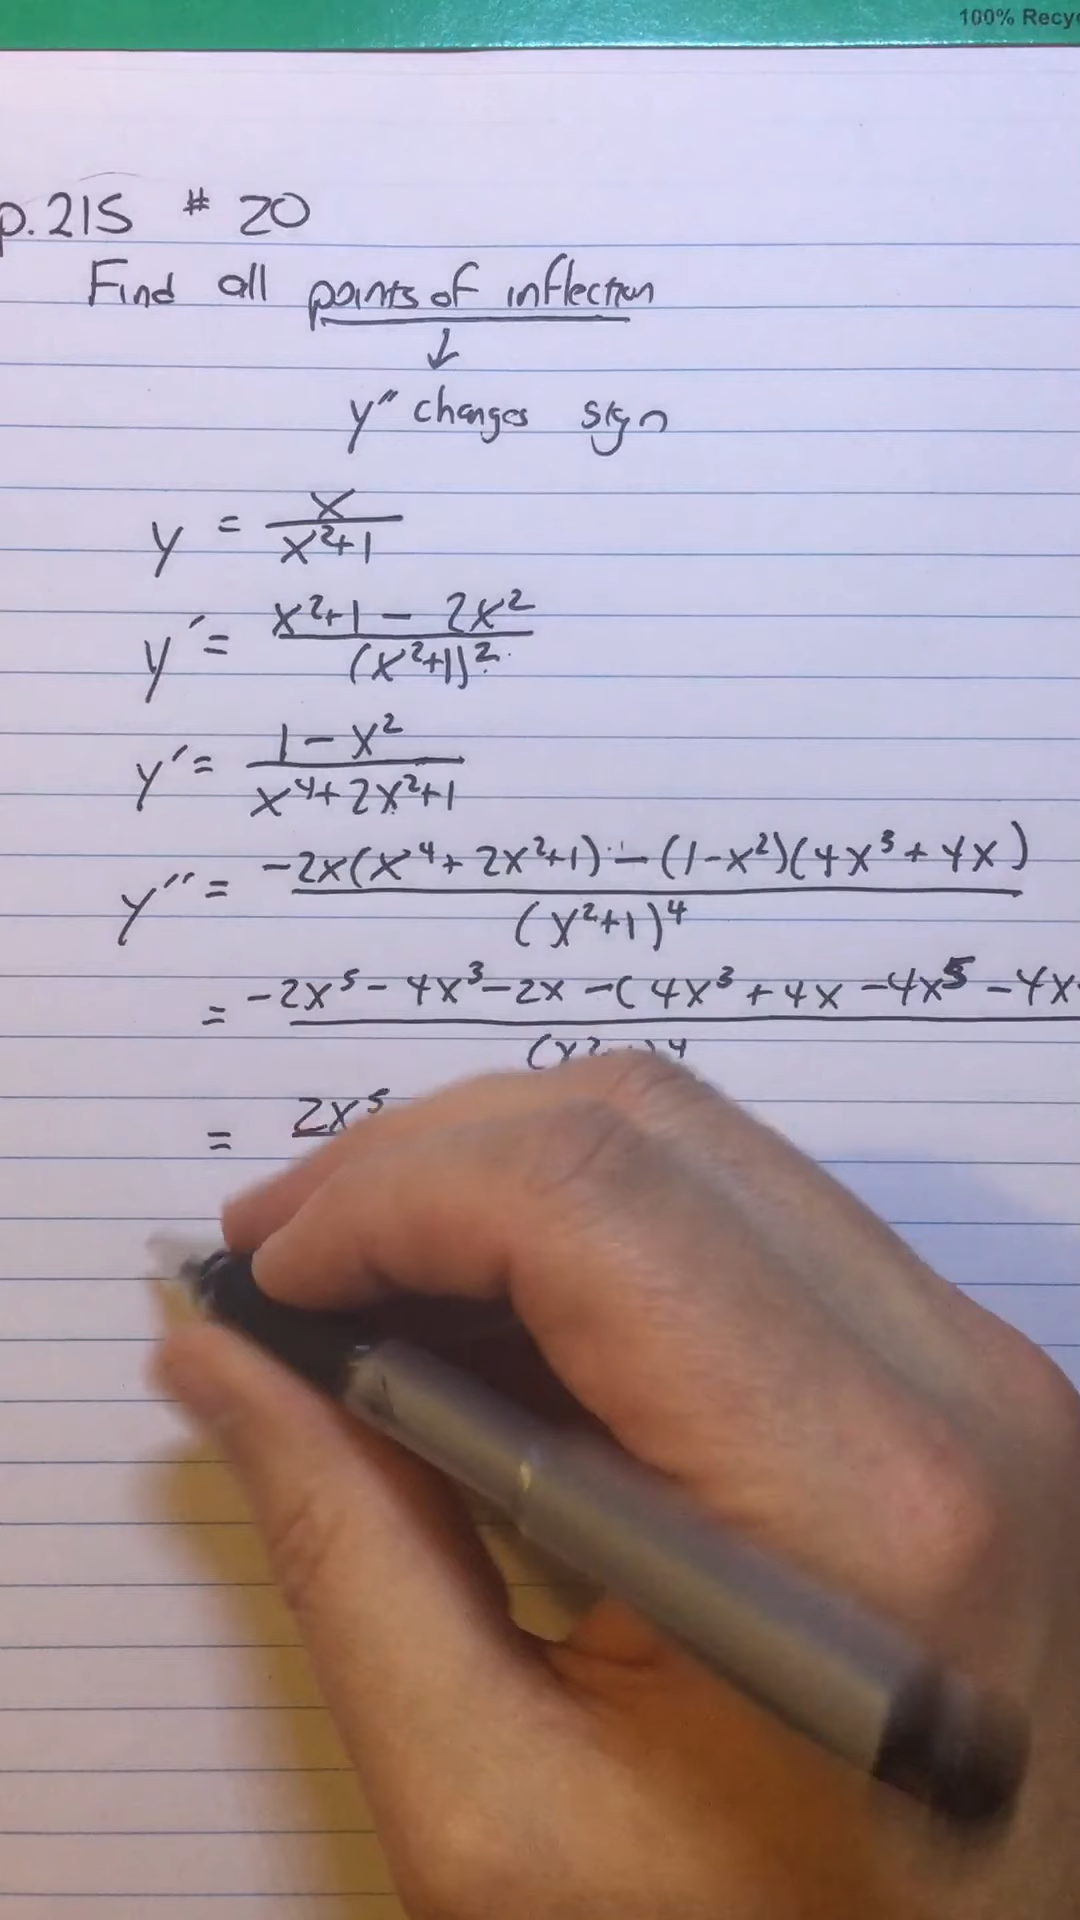 100% Recy
p.215 # 20
Find all points of inflection
↓
y'' changes sign
y = x/(x²+1)
y' = (x²+1 - 2x²)/(x²+1)²
y' = (1-x²)/(x⁴+2x²+1)
y'' = (-2x(x⁴+2x²+1) - (1-x²)(4x³+4x))/(x²+1)⁴
= -2x⁵-4x³-2x-(4x³+4x-4x⁵-4x
(x² )⁴
= 2x⁵